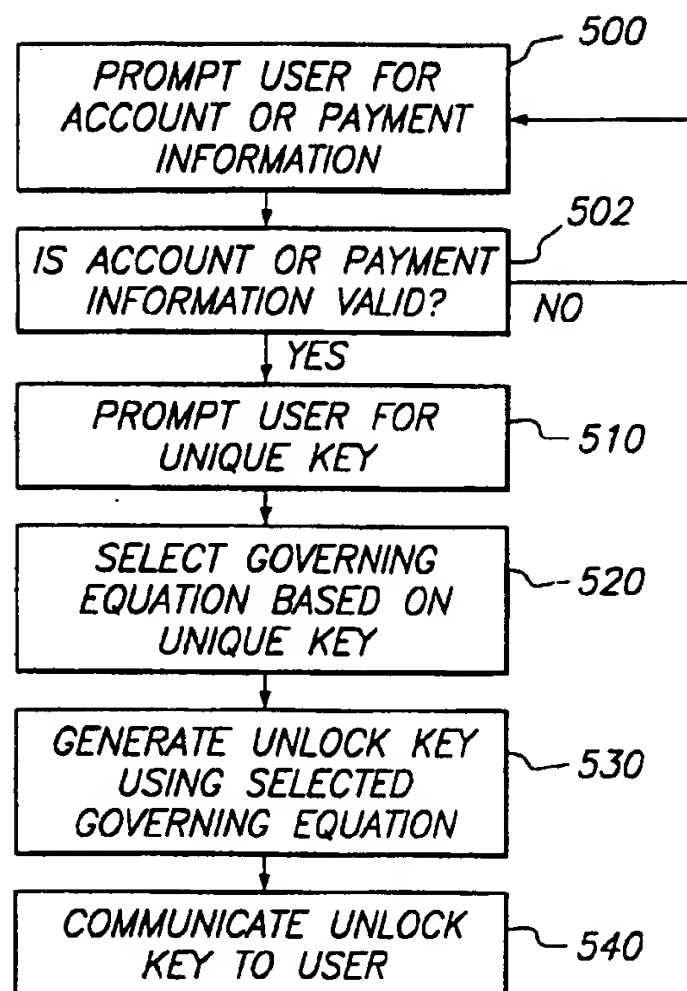 500
PROMPT USER FOR
ACCOUNT OR PAYMENT
INFORMATION
502
IS ACCOUNT OR PAYMENT
INFORMATION VALID?
NO
YES
PROMPT USER FOR
UNIQUE KEY
510
SELECT GOVERNING
EQUATION BASED ON
UNIQUE KEY
520
GENERATE UNLOCK KEY
USING SELECTED
GOVERNING EQUATION
530
COMMUNICATE UNLOCK
KEY TO USER
540